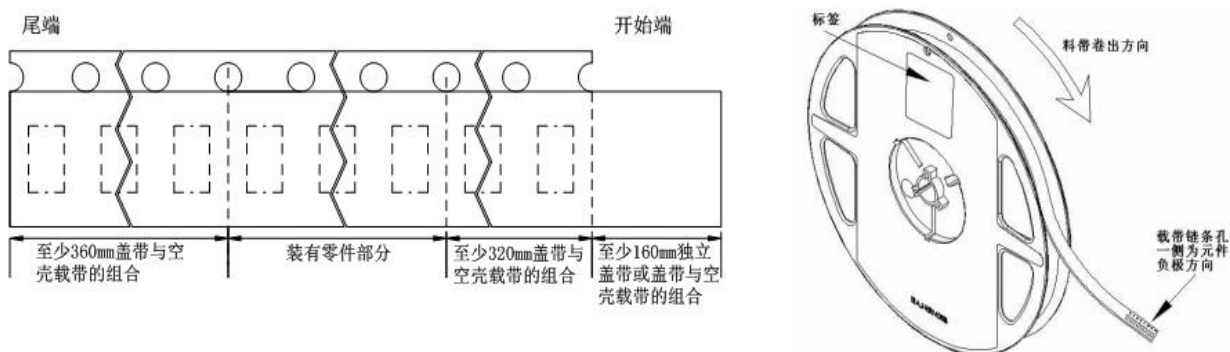 尾端
开始端
至少360mm盖带与空
壳载带的组合
装有零件部分
至少320mm盖带与
空壳载带的组合
至少160mm独立
盖带或盖带与空
壳载带的组合
标签
料带卷出方向
载带链条孔
一侧为元件
负极方向